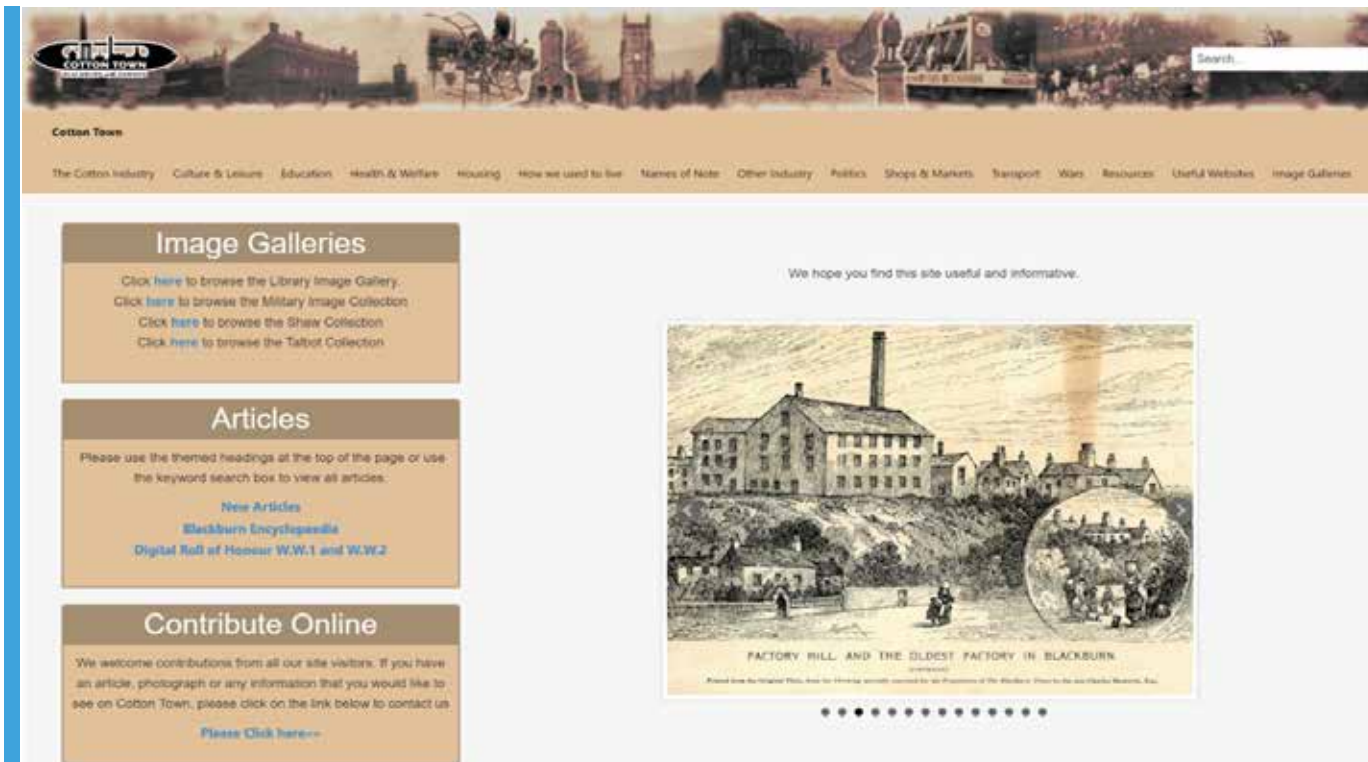 COTTON TOWN
Search...
Cotton Town
The Cotton Industry Culture & Leisure Education Health & Welfare Housing How we used to live Names of Note Other Industry Politics Shops & Markets Transport Wars Resources Useful Websites Image Galleries
Image Galleries
Click here to browse the Library Image Gallery.
Click here to browse the Military Image Collection
Click here to browse the Shaw Collection
Click here to browse the Talbot Collection
Articles
Please use the themed headings at the top of the page or use
the keyword search box to view all articles.
New Articles
Blackburn Encyclopaedia
Digital Roll of Honour W.W.1 and W.W.2
Contribute Online
We welcome contributions from all our site visitors. If you have
an article, photograph or any information that you would like to
see on Cotton Town, please click on the link below to contact us
Please Click here~~
We hope you find this site useful and informative.
FACTORY HILL, AND THE OLDEST FACTORY IN BLACKBURN.
Printed from the Original Plate, from the